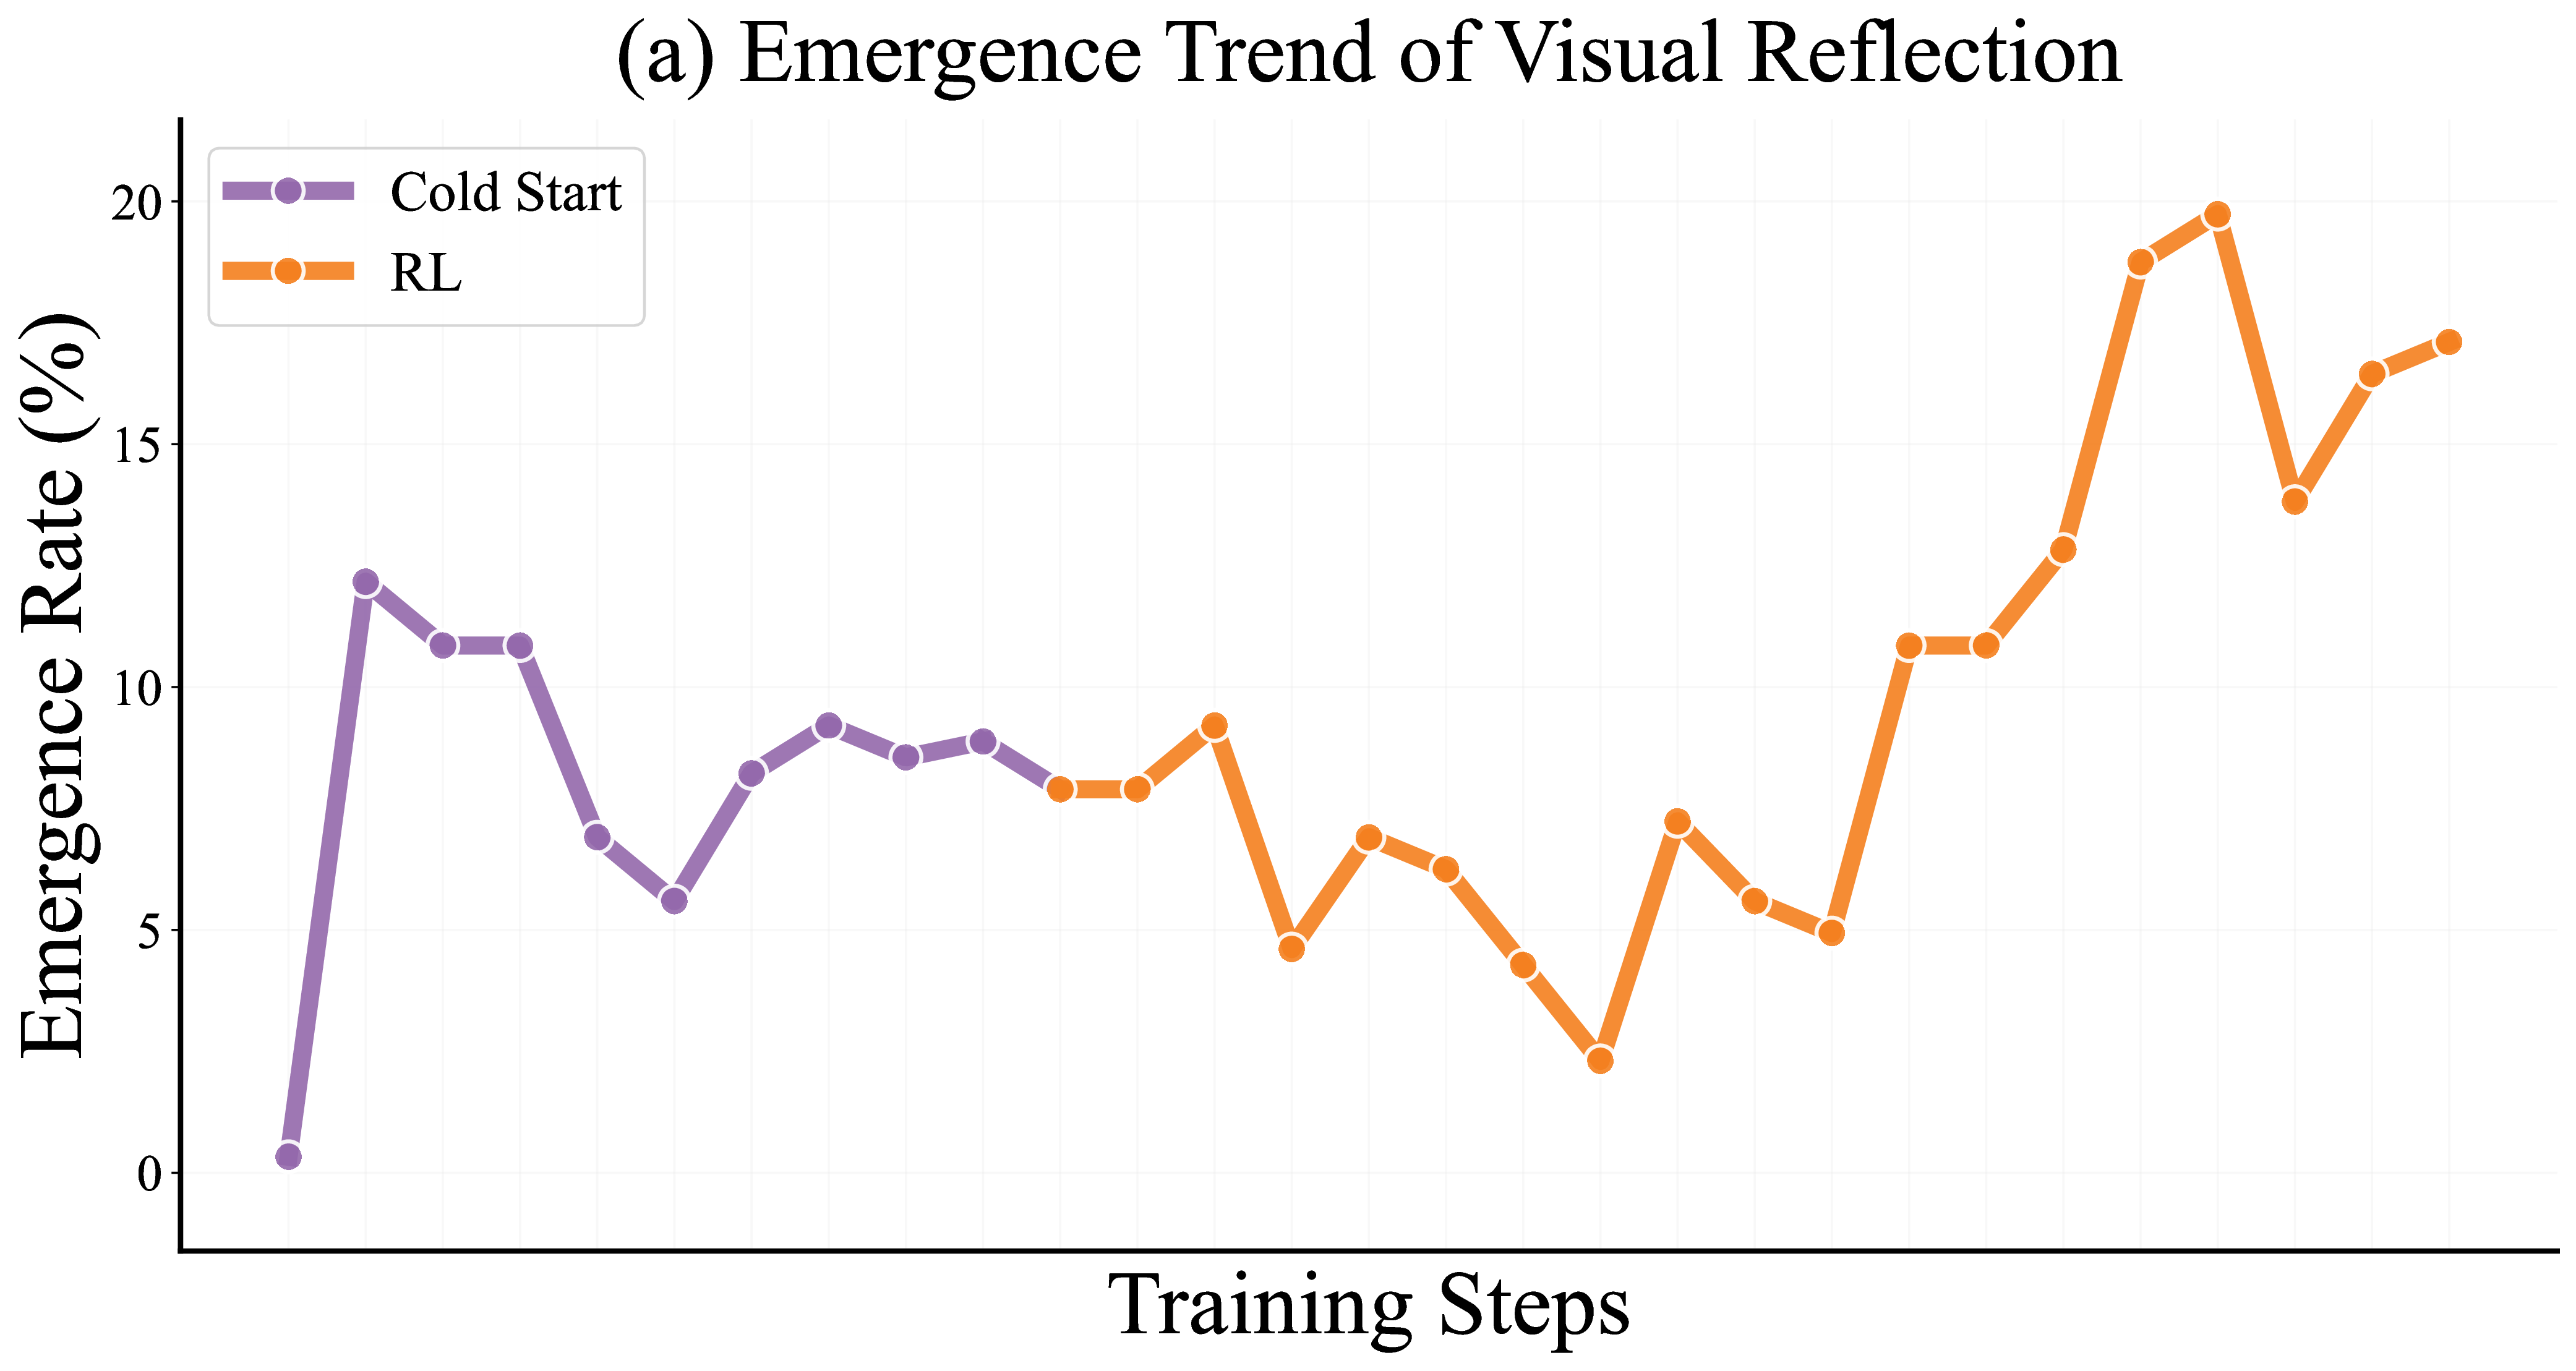 (a) Emergence Trend of Visual Reflection
Cold Start
RL
Emergence Rate (%)
20
15
10
5
0
Training Steps